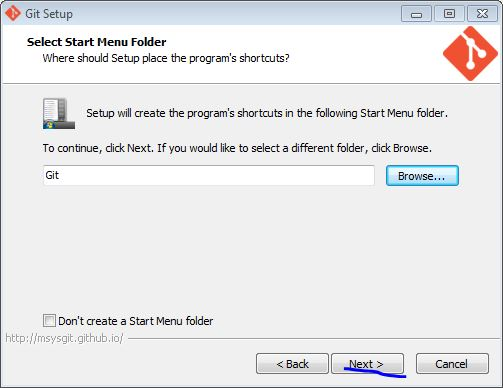 Git Setup
Select Start Menu Folder
Where should Setup place the program's shortcuts?
Setup will create the program's shortcuts in the following Start Menu folder.
To continue, click Next. If you would like to select a different folder, click Browse.
Git
Browse...
Don't create a Start Menu folder
http://msysgit.github.io/
< Back
Next >
Cancel